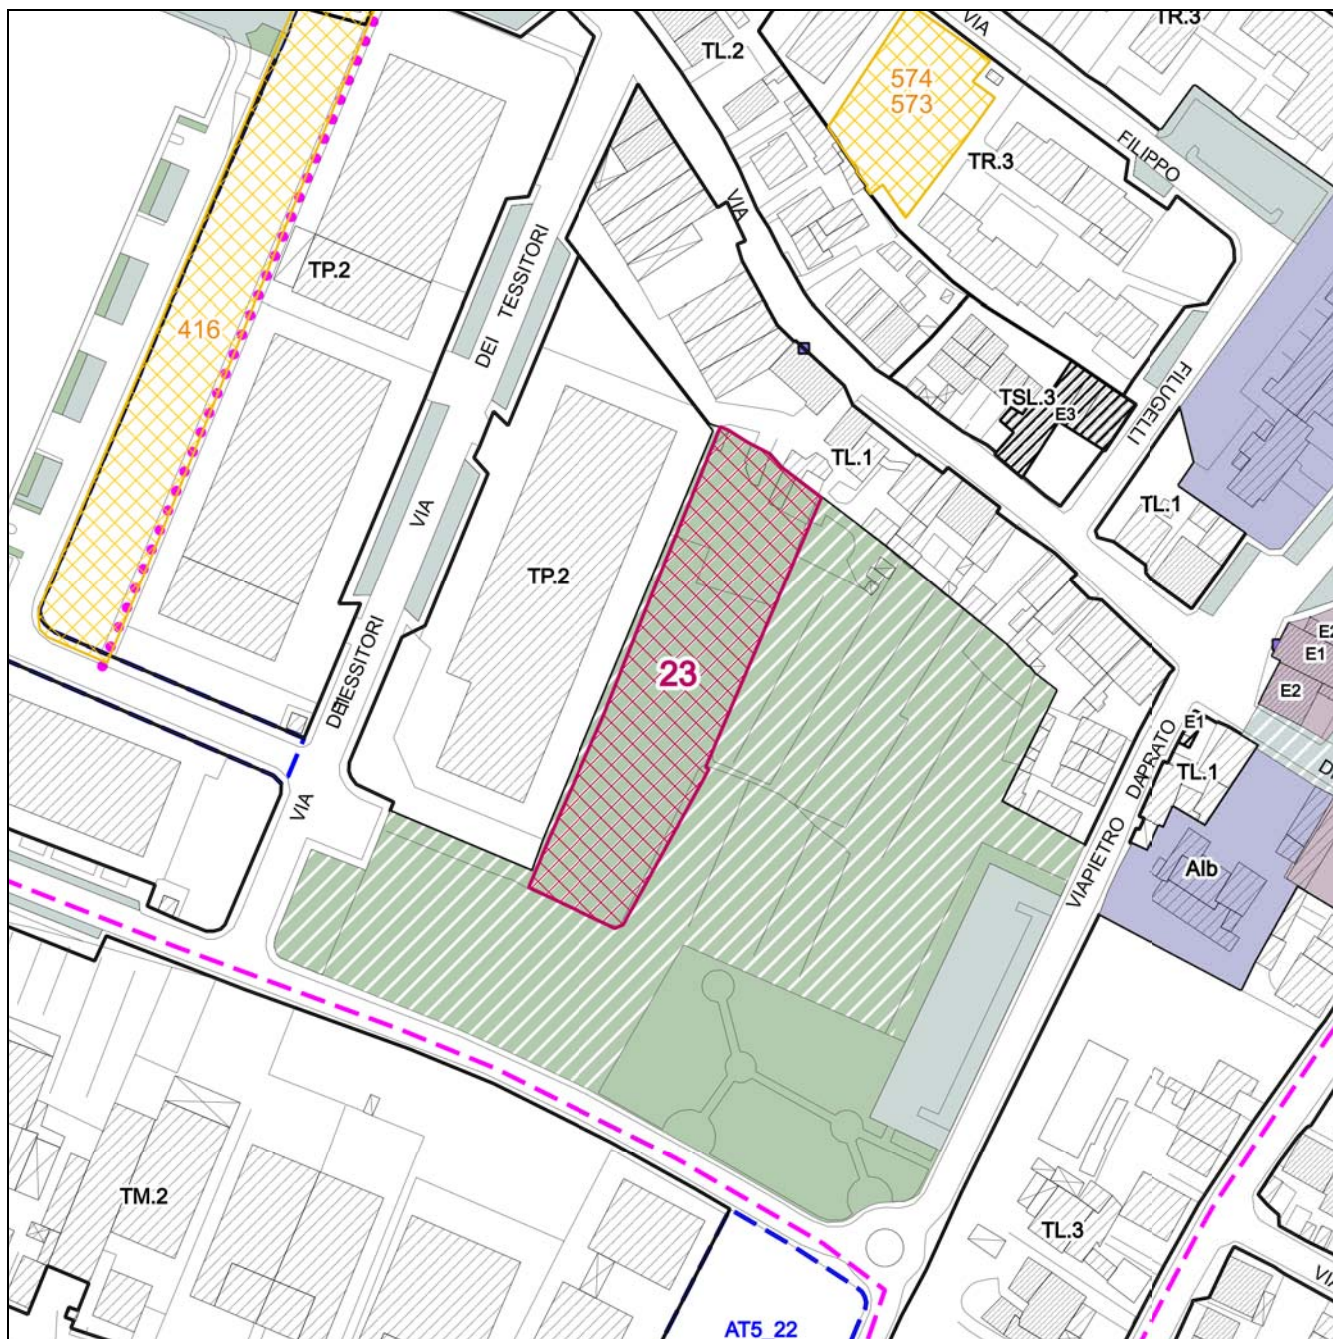 VIA
TR.3
TL.2
574
573
FILIPPO
TR.3
VIA
DEI TESSITORI
TP.2
416
FILUGELLI
TSL.3
E3
TL.1
TL.1
VIA
TP.2
E1
E2
23
DEI TESSITORI
E1
VIA PIETRO DAPRATO
TL.1
VIA
Alb
TM.2
TL.3
AT5_22